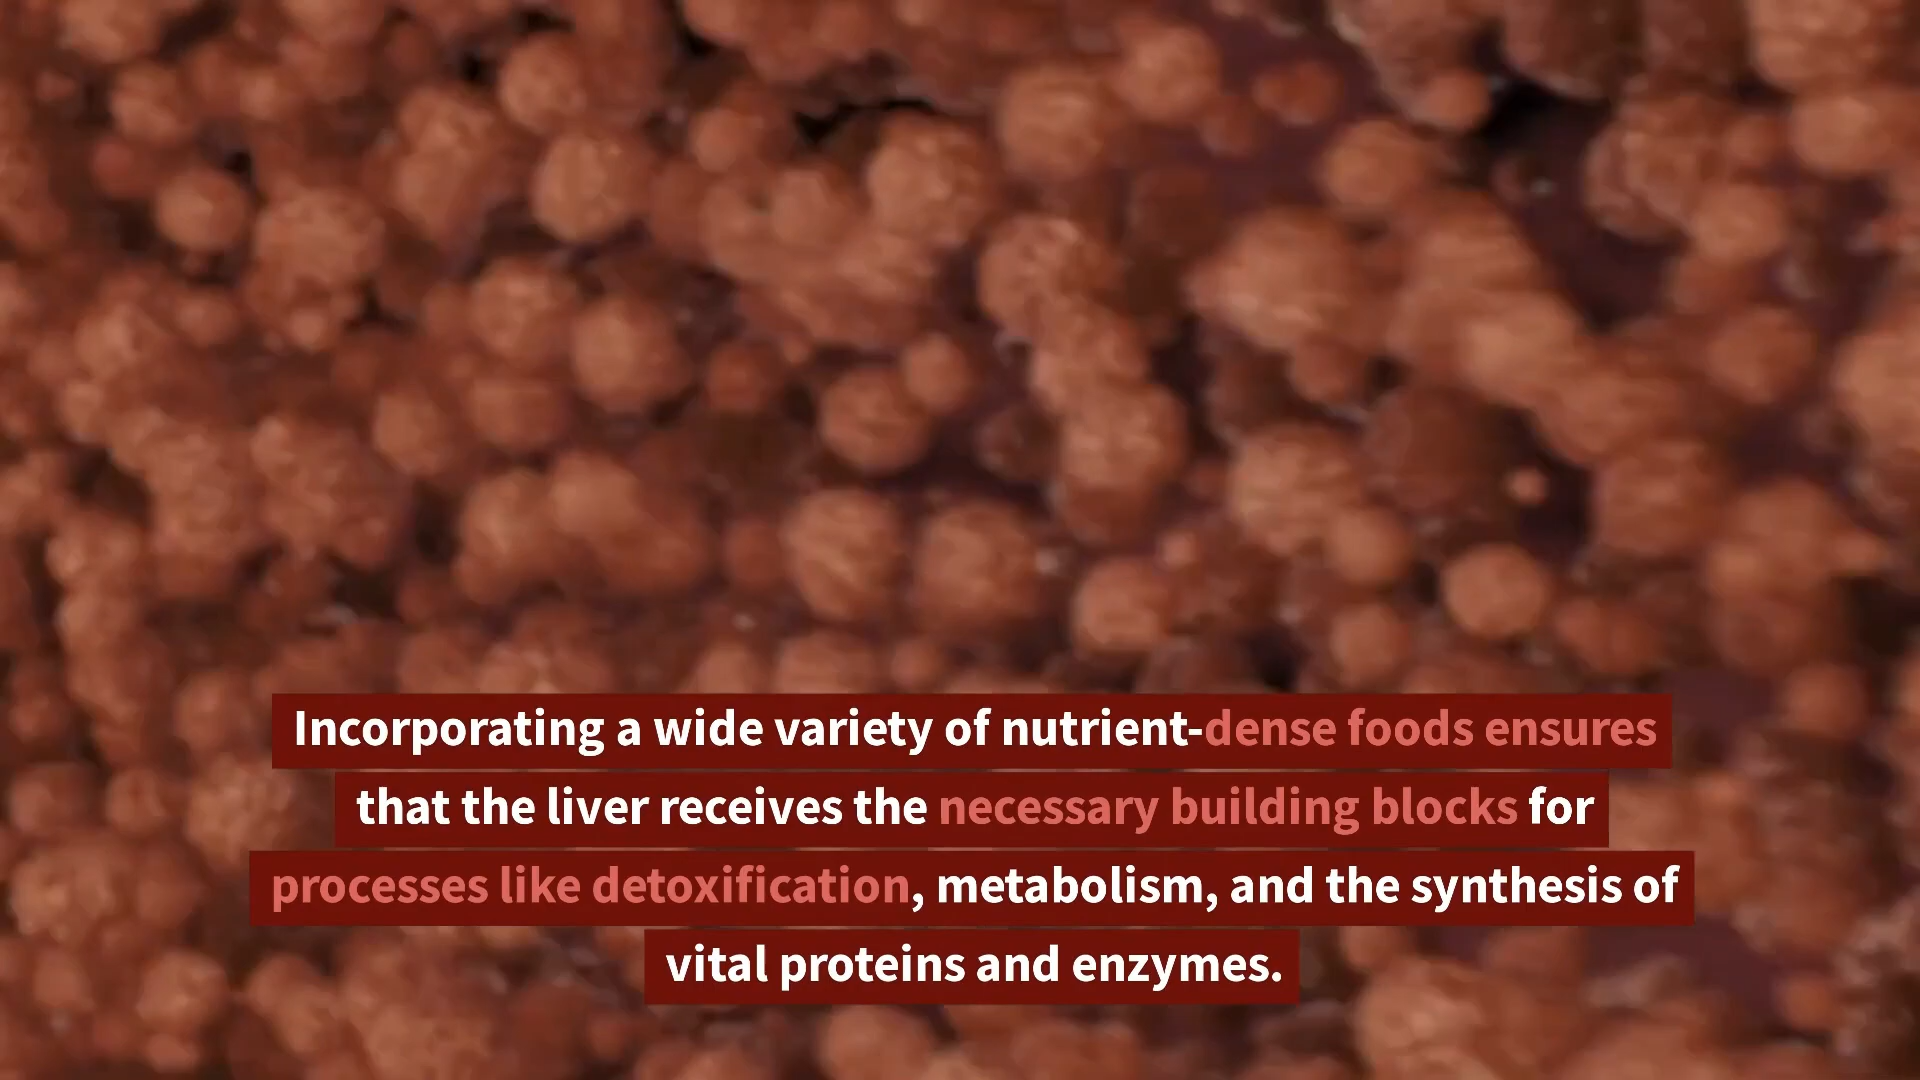 Incorporating a wide variety of nutrient-dense foods ensures
that the liver receives the necessary building blocks for
processes like detoxification, metabolism, and the synthesis of
vital proteins and enzymes.